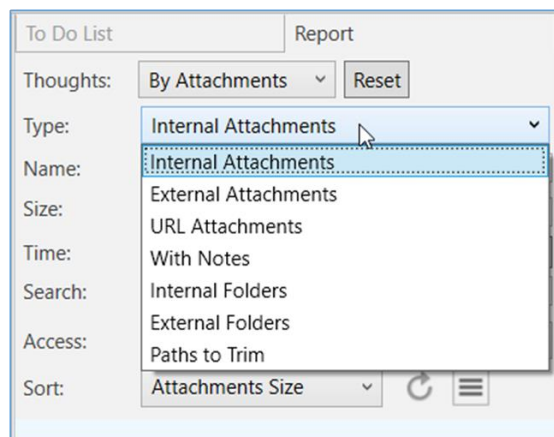 To Do List Report
Thoughts: By Attachments Reset
Type: Internal Attachments
Name: Internal Attachments
External Attachments
Size: URL Attachments
Time: With Notes
Search: Internal Folders
External Folders
Access: Paths to Trim
Sort: Attachments Size